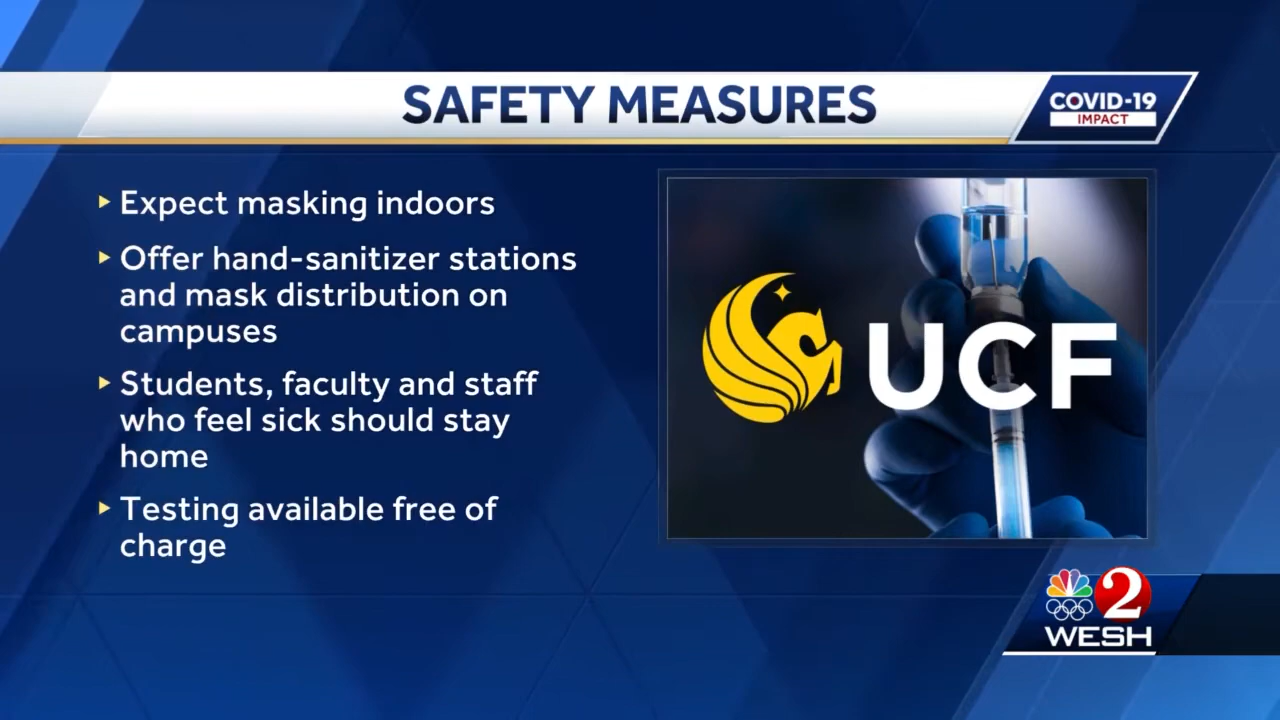 SAFETY MEASURES
COVID-19
IMPACT
Expect masking indoors
Offer hand-sanitizer stations
and mask distribution on
campuses
Students, faculty and staff
who feel sick should stay
home
Testing available free of
charge
UCF
2
WESH